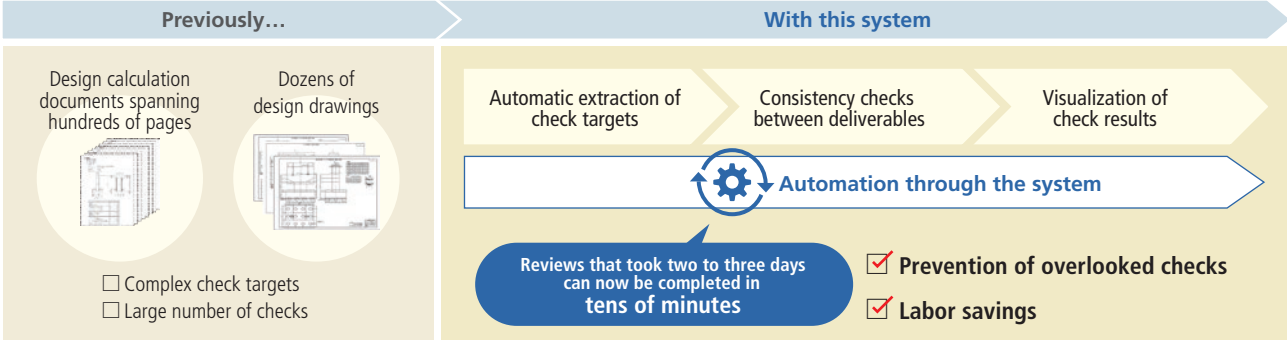 Previously…
With this system
Design calculation
documents spanning
hundreds of pages
Dozens of
design drawings
☐ Complex check targets
☐ Large number of checks
Automatic extraction of
check targets
Consistency checks
between deliverables
Visualization of
check results
Automation through the system
Reviews that took two to three days
can now be completed in
tens of minutes
☑ Prevention of overlooked checks
☑ Labor savings